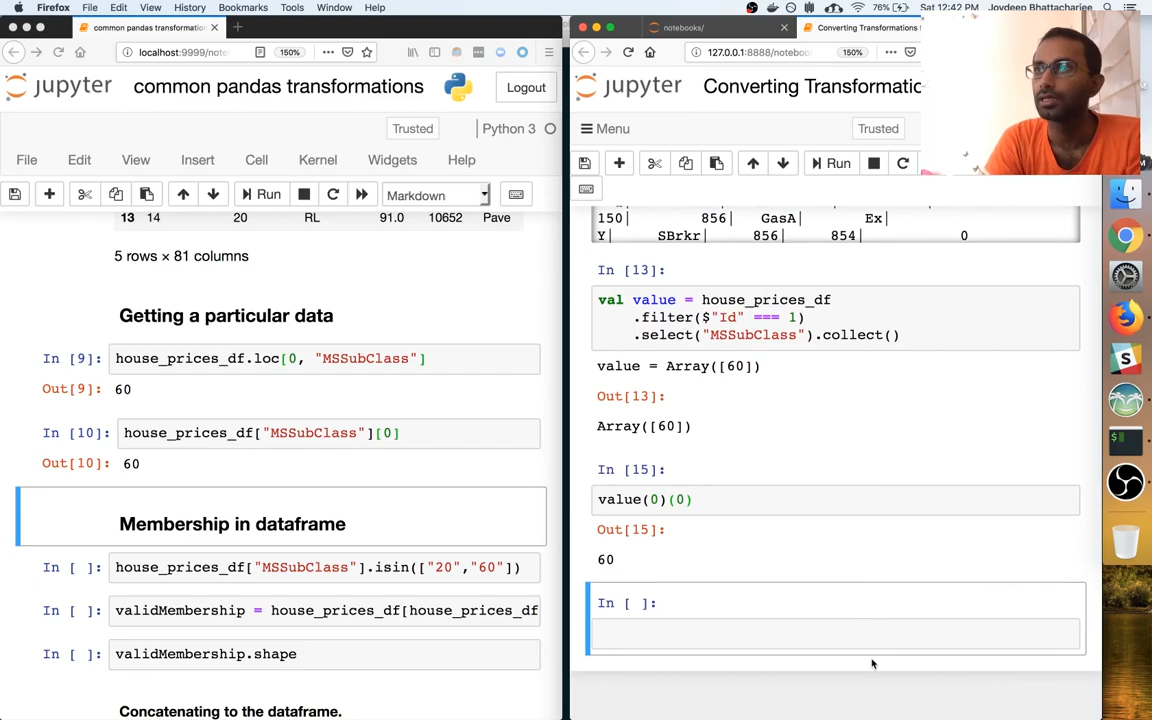 Firefox File Edit View History Bookmarks Tools Window Help 76% Sat 12:42 PM Joydeep Bhattacharjee
common pandas transformation
localhost:9999/note 150%
jupyter common pandas transformations Logout
Trusted Python 3
File Edit View Insert Cell Kernel Widgets Help
Run Markdown
13 14 20 RL 91.0 10652 Pave
5 rows × 81 columns
Getting a particular data
In [9]: house_prices_df.loc[0, "MSSubClass"]
Out[9]: 60
In [10]: house_prices_df["MSSubClass"][0]
Out[10]: 60
Membership in dataframe
In [ ]: house_prices_df["MSSubClass"].isin(["20","60"])
In [ ]: validMembership = house_prices_df[house_prices_df
In [ ]: validMembership.shape
Concatenating to the dataframe.
notebooks/ Converting Transformations
127.0.0.1:8888/noteboo 150%
jupyter Converting Transformatio
Menu Trusted
Run
150| 856| GasA| Ex|
Y| SBrkr| 856| 854| 0
In [13]:
val value = house_prices_df
.filter($"Id" === 1)
.select("MSSubClass").collect()
value = Array([60])
Out[13]:
Array([60])
In [15]:
value(0)(0)
Out[15]:
60
In [ ]: